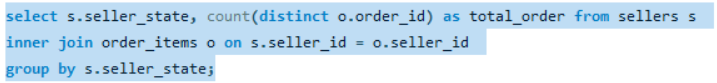 select s.seller_state, count(distinct o.order_id) as total_order from sellers s
inner join order_items o on s.seller_id = o.seller_id
group by s.seller_state;